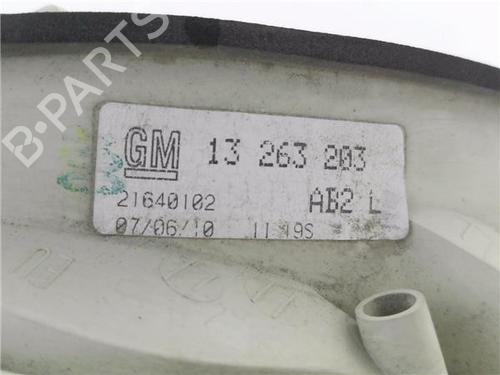 GM 13 263 203
21640102 AB2 L
07/06/10 11 19S
B-PARTS